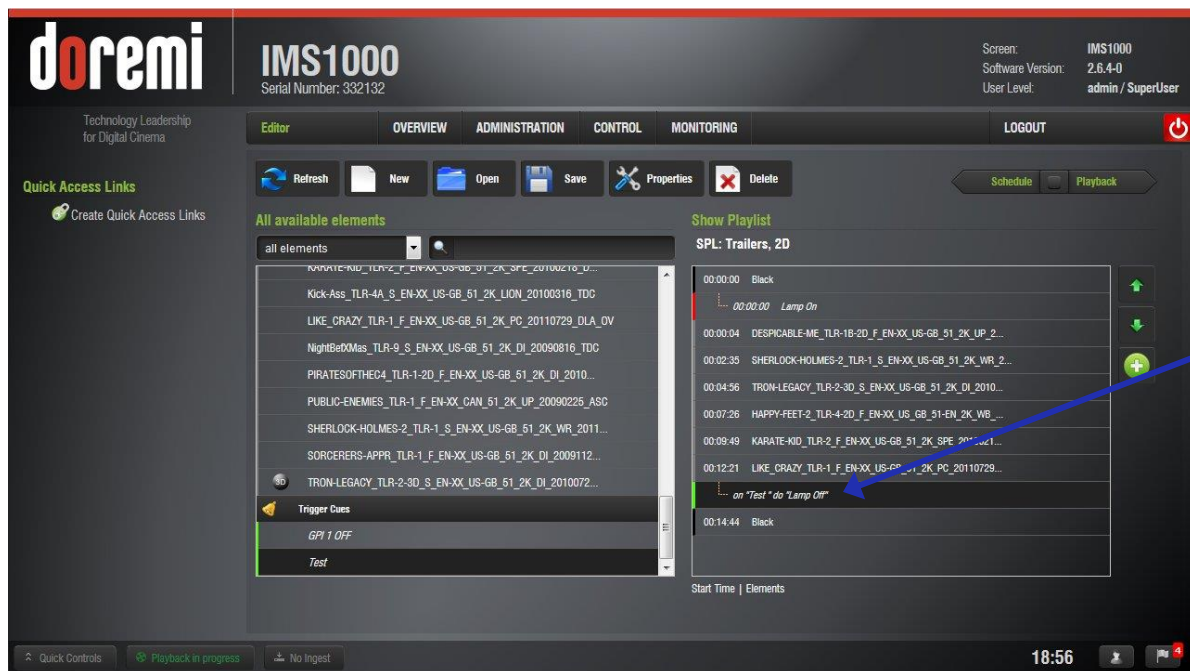 doremi
Technology Leadership
for Digital Cinema
IMS1000
Serial Number: 332132
Screen: IMS1000
Software Version: 2.6.4-0
User Level: admin / SuperUser
Editor OVERVIEW ADMINISTRATION CONTROL MONITORING LOGOUT
Quick Access Links
Create Quick Access Links
Refresh New Open Save Properties Delete
Schedule Playback
All available elements
all elements
KARATE-KID_TLR-2_F_EN-XX_US-GB_51_2K_SPE_20100218_D...
Kick-Ass_TLR-4A_S_EN-XX_US-GB_51_2K_LION_20100316_TDC
LIKE_CRAZY_TLR-1_F_EN-XX_US-GB_51_2K_PC_20110729_DLA_OV
NightBefXMas_TLR-9_S_EN-XX_US-GB_51_2K_DI_20090816_TDC
PIRATESOFTHEC4_TLR-1-2D_F_EN-XX_US-GB_51_2K_DI_2010...
PUBLIC-ENEMIES_TLR-1_F_EN-XX_CAN_51_2K_UP_20090225_ASC
SHERLOCK-HOLMES-2_TLR-1_S_EN-XX_US-GB_51_2K_WR_2011...
SORCERERS-APPR_TLR-1_F_EN-XX_US-GB_51_2K_DI_2009112...
3D TRON-LEGACY_TLR-2-3D_S_EN-XX_US-GB_51_2K_DI_2010072...
Trigger Cues
GPI 1 OFF
Test
Show Playlist
SPL: Trailers, 2D
00:00:00 Black
00:00:00 Lamp On
00:00:04 DESPICABLE-ME_TLR-1B-2D_F_EN-XX_US-GB_51_2K_UP_2...
00:02:35 SHERLOCK-HOLMES-2_TLR-1_S_EN-XX_US-GB_51_2K_WR_2...
00:04:56 TRON-LEGACY_TLR-2-3D_S_EN-XX_US-GB_51_2K_DI_2010...
00:07:26 HAPPY-FEET-2_TLR-4-2D_F_EN-XX_US_GB_51-EN_2K_WB_...
00:09:49 KARATE-KID_TLR-2_F_EN-XX_US-GB_51_2K_SPE_2010021...
00:12:21 LIKE_CRAZY_TLR-1_F_EN-XX_US-GB_51_2K_PC_20110729...
on "Test " do "Lamp Off"
00:14:44 Black
Start Time | Elements
Quick Controls Playback in progress No Ingest 18:56 4